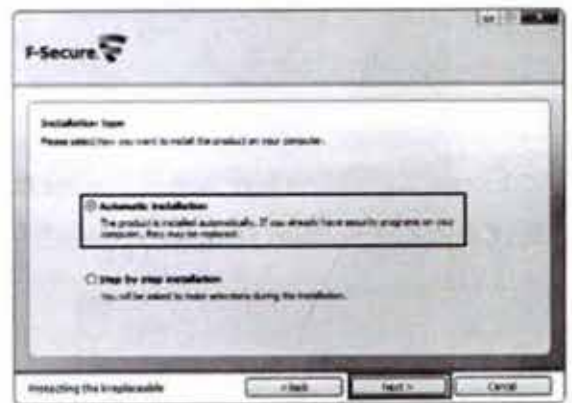 F-Secure
Installation type
Please select how you want to install the product on your computer.
Automatic installation
The product is installed automatically. If you already have security programs on your
computer, they may be replaced.
Step by step installation
You will be asked to make selections during the installation.
Protecting the irreplaceable
< Back
Next >
Cancel